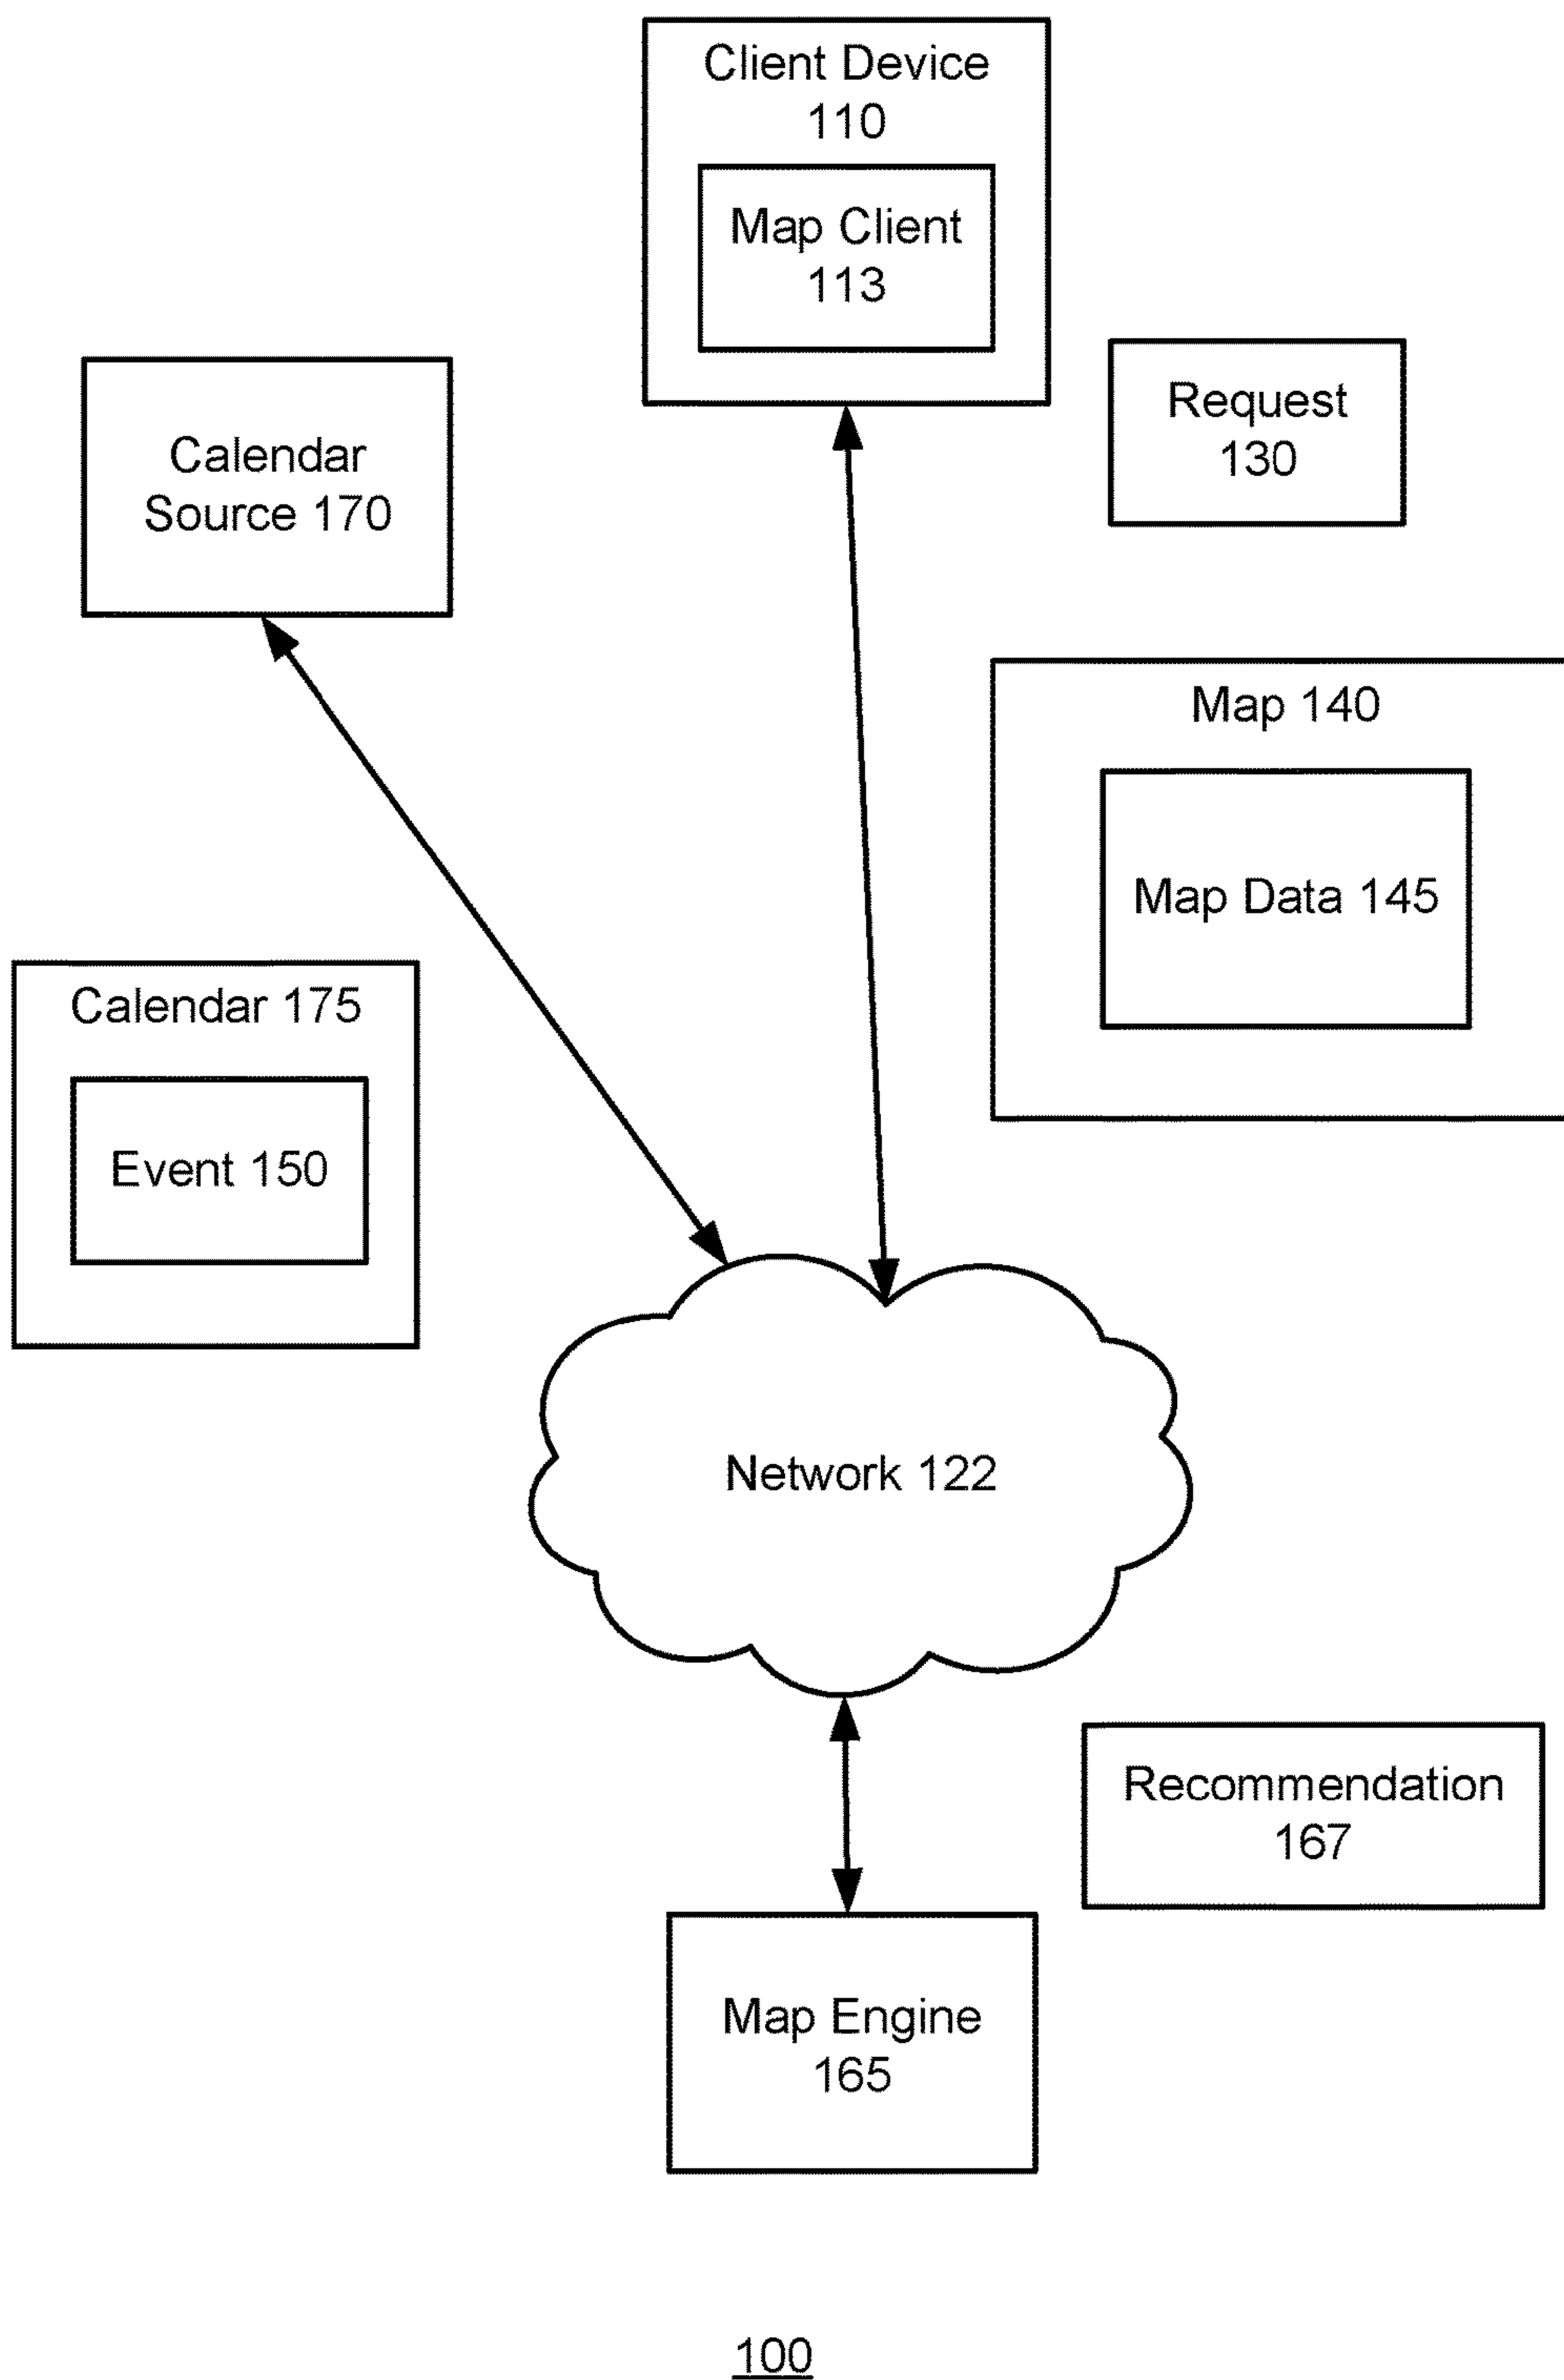 Client Device
110
Map Client
113
Request
130
Calendar
Source 170
Map 140
Map Data 145
Calendar 175
Event 150
Network 122
Recommendation
167
Map Engine
165
100